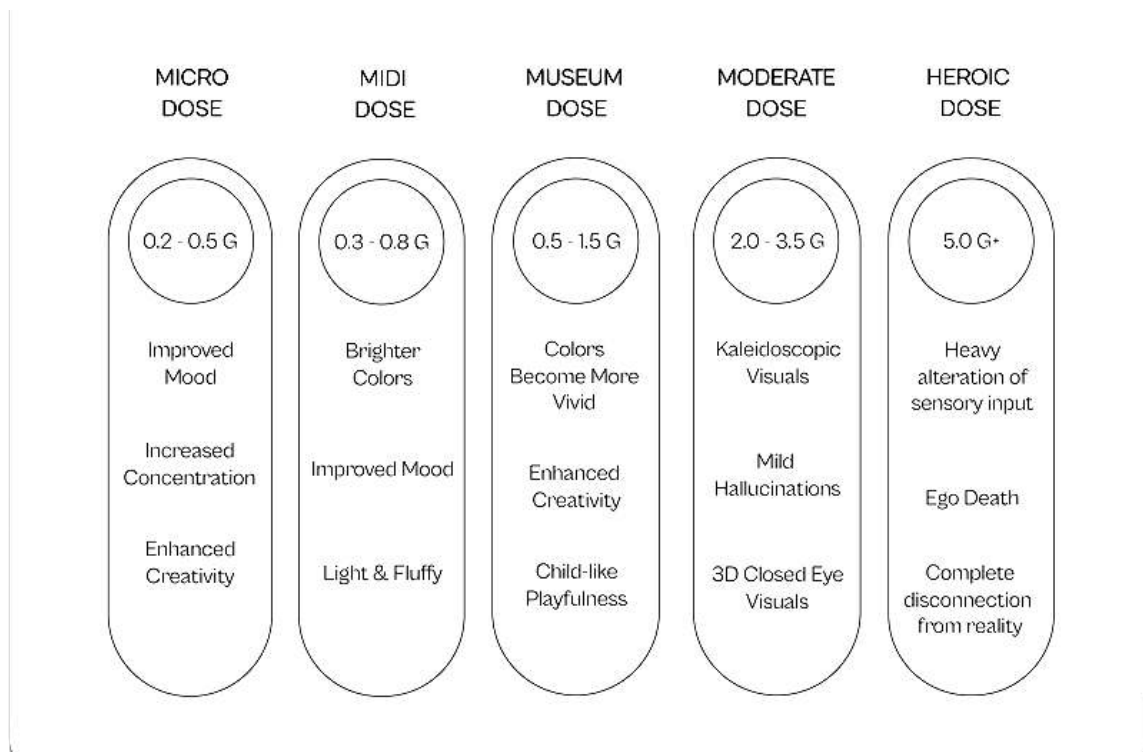 MICRO
DOSE
0.2 - 0.5 G
Improved
Mood
Increased
Concentration
Enhanced
Creativity
MIDI
DOSE
0.3 - 0.8 G
Brighter
Colors
Improved Mood
Light & Fluffy
MUSEUM
DOSE
0.5 - 1.5 G
Colors
Become More
Vivid
Enhanced
Creativity
Child-like
Playfulness
MODERATE
DOSE
2.0 - 3.5 G
Kaleidoscopic
Visuals
Mild
Hallucinations
3D Closed Eye
Visuals
HEROIC
DOSE
5.0 G+
Heavy
alteration of
sensory input
Ego Death
Complete
disconnection
from reality